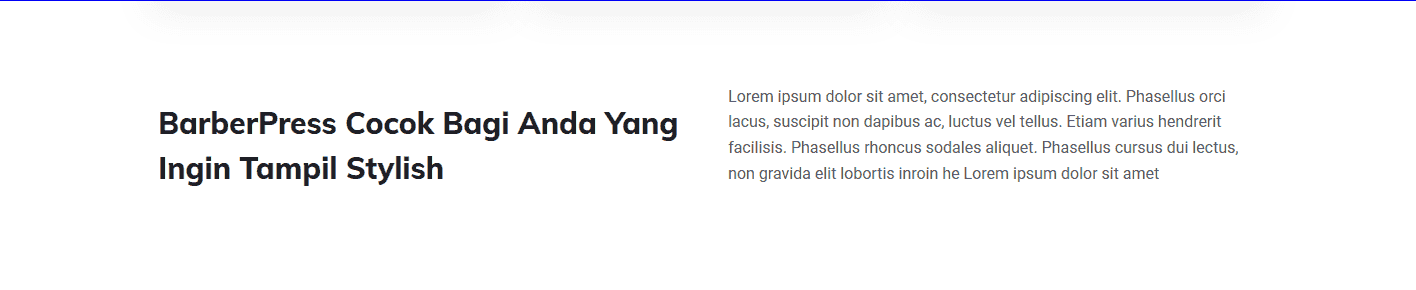 BarberPress Cocok Bagi Anda Yang
Ingin Tampil Stylish
Lorem ipsum dolor sit amet, consectetur adipiscing elit. Phasellus orci
lacus, suscipit non dapibus ac, luctus vel tellus. Etiam varius hendrerit
facilisis. Phasellus rhoncus sodales aliquet. Phasellus cursus dui lectus,
non gravida elit lobortis inroin he Lorem ipsum dolor sit amet